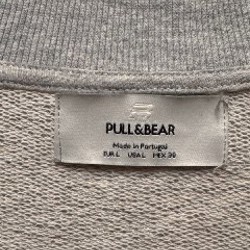 PULL&BEAR
Made in Portugal
EUR L USA L MEX 30